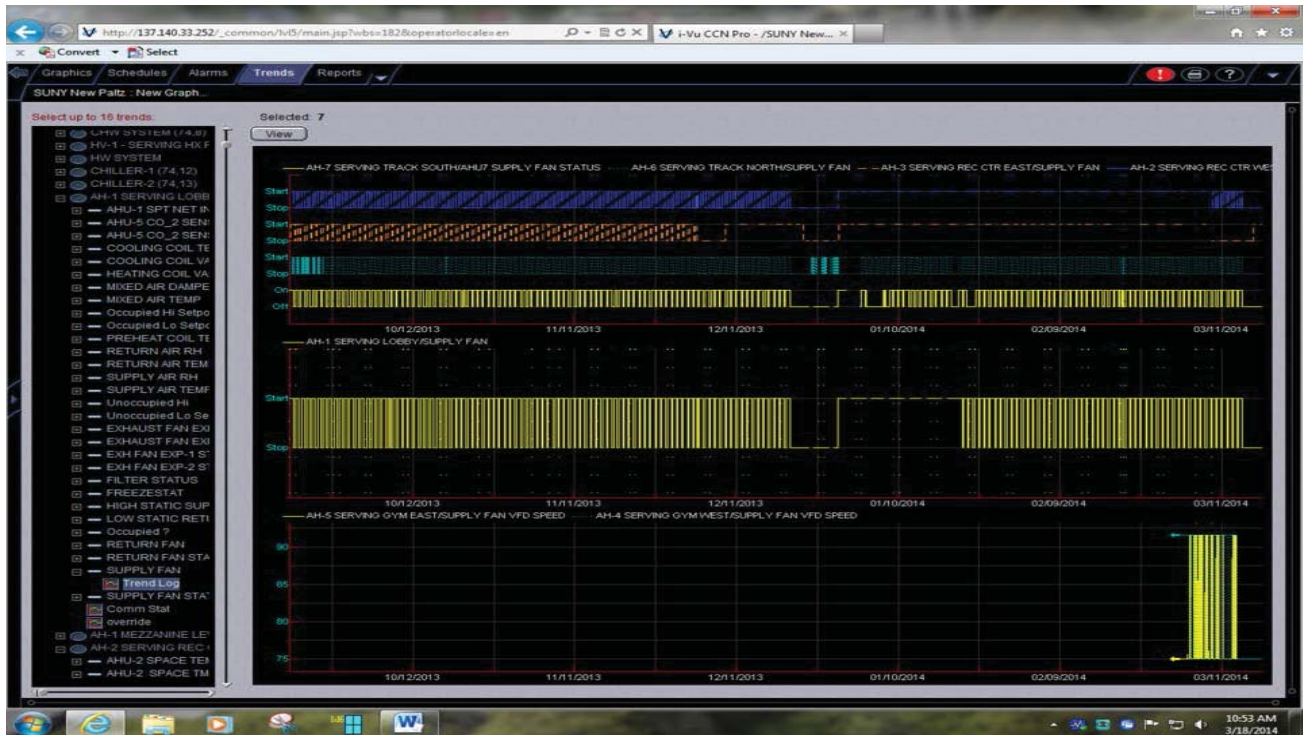 http://137.140.33.252/_common/lvl5/main.jsp?wbs=182&operatorlocale=en
i-Vu CCN Pro - /SUNY New...
Convert Select
Graphics Schedules Alarms Trends Reports
SUNY New Paltz : New Graph...
Select up to 16 trends:
Selected: 7
View
CHW SYSTEM (74,8)
HV-1 - SERVING HX F
HW SYSTEM
CHILLER-1 (74,12)
CHILLER-2 (74,13)
AH-1 SERVING LOBB
AHU-1 SPT NET IN
AHU-5 CO_2 SEN
AHU-5 CO_2 SEN
COOLING COIL TE
COOLING COIL VA
HEATING COIL VA
MIXED AIR DAMPE
MIXED AIR TEMP
Occupied Hi Setpo
Occupied Lo Setpo
PREHEAT COIL TE
RETURN AIR RH
RETURN AIR TEM
SUPPLY AIR RH
SUPPLY AIR TEMF
Unoccupied Hi
Unoccupied Lo Se
EXHAUST FAN EXI
EXHAUST FAN EXI
EXH FAN EXP-1 S
EXH FAN EXP-2 S
FILTER STATUS
FREEZESTAT
HIGH STATIC SUP
LOW STATIC RETI
Occupied ?
RETURN FAN
RETURN FAN STA
SUPPLY FAN
Trend Log
SUPPLY FAN STA
Comm Stat
override
AH-1 MEZZANINE LE
AH-2 SERVING REC
AHU-2 SPACE TEN
AHU-2 SPACE TM
AH-7 SERVING TRACK SOUTH/AHU7 SUPPLY FAN STATUS AH-6 SERVING TRACK NORTH/SUPPLY FAN AH-3 SERVING REC CTR EAST/SUPPLY FAN AH-2 SERVING REC CTR WE
Start
Stop
Start
Stop
Start
Stop
On
Off
10/12/2013 11/11/2013 12/11/2013 01/10/2014 02/09/2014 03/11/2014
AH-1 SERVING LOBBY/SUPPLY FAN
Start
Stop
10/12/2013 11/11/2013 12/11/2013 01/10/2014 02/09/2014 03/11/2014
AH-5 SERVING GYM EAST/SUPPLY FAN VFD SPEED AH-4 SERVING GYM WEST/SUPPLY FAN VFD SPEED
90
85
80
75
10/12/2013 11/11/2013 12/11/2013 01/10/2014 02/09/2014 03/11/2014
10:53 AM
3/18/2014